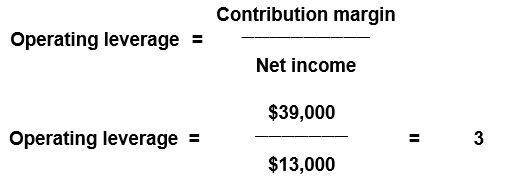 Contribution margin
Operating leverage =
Net income
$39,000
Operating leverage = = 3
$13,000